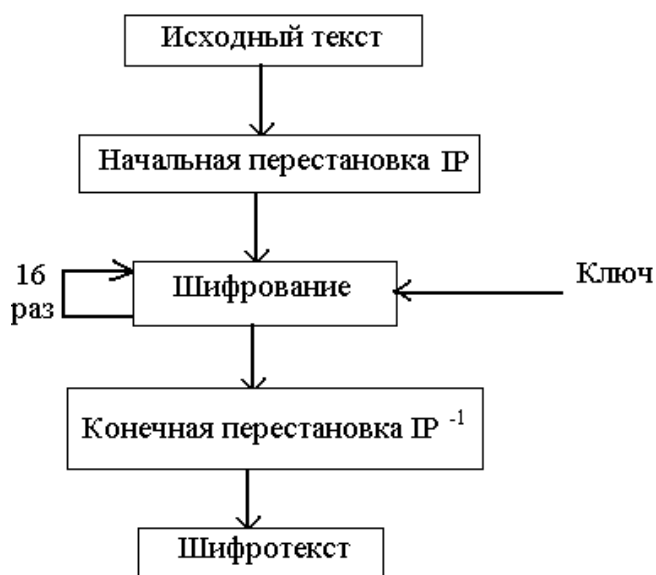 Исходный текст
Начальная перестановка IP
16
раз
Шифрование
Ключ
Конечная перестановка IP -1
Шифротекст